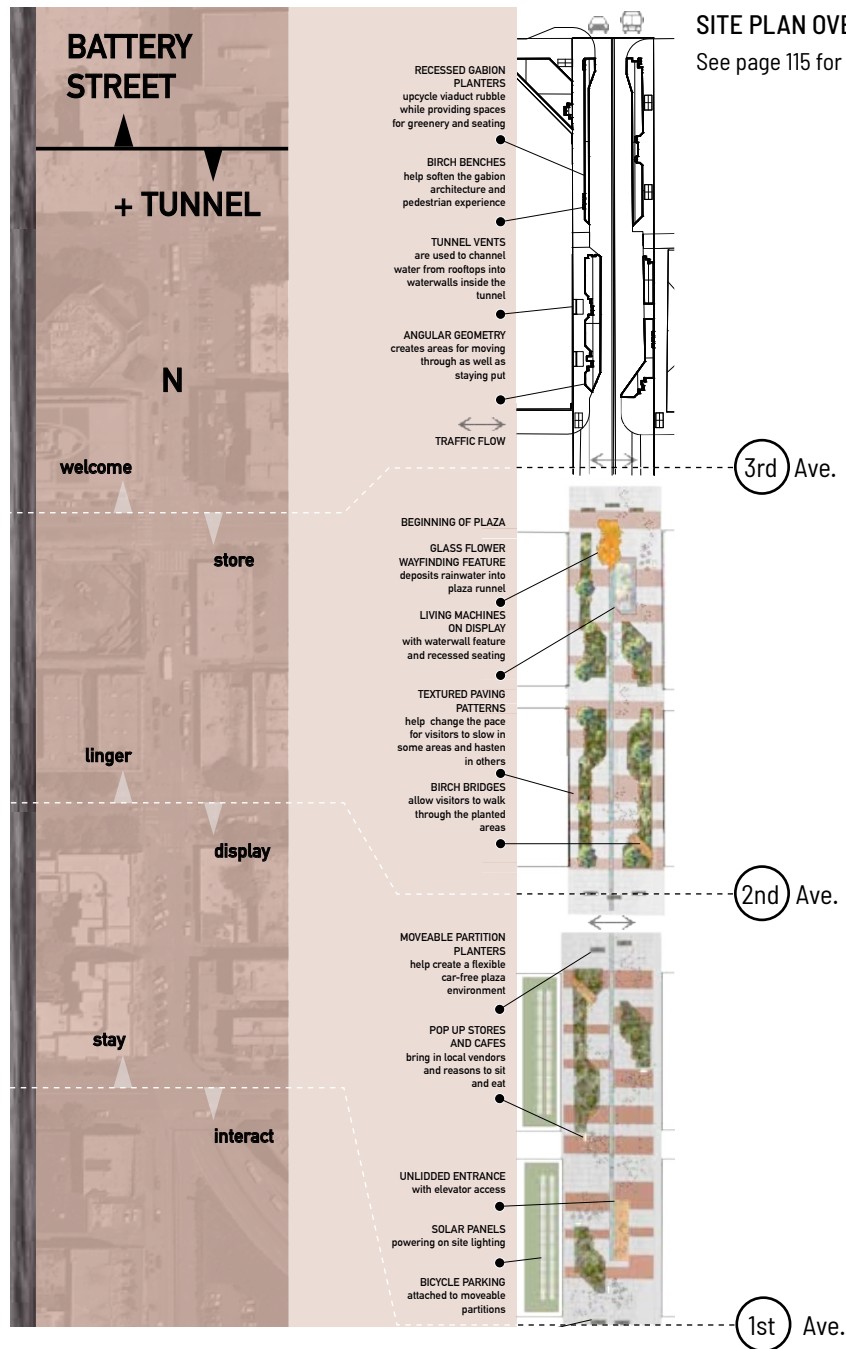 BATTERY
STREET
+ TUNNEL
N
welcome
store
linger
display
stay
interact
RECESSED GABION
PLANTERS
upcycle viaduct rubble
while providing spaces
for greenery and seating
BIRCH BENCHES
help soften the gabion
architecture and
pedestrian experience
TUNNEL VENTS
are used to channel
water from rooftops into
waterwalls inside the
tunnel
ANGULAR GEOMETRY
creates areas for moving
through as well as
staying put
TRAFFIC FLOW
BEGINNING OF PLAZA
GLASS FLOWER
WAYFINDING FEATURE
deposits rainwater into
plaza runnel
LIVING MACHINES
ON DISPLAY
with waterwall feature
and recessed seating
TEXTURED PAVING
PATTERNS
help change the pace
for visitors to slow in
some areas and hasten
in others
BIRCH BRIDGES
allow visitors to walk
through the planted
areas
MOVEABLE PARTITION
PLANTERS
help create a flexible
car-free plaza
environment
POP UP STORES
AND CAFES
bring in local vendors
and reasons to sit
and eat
UNLIDDED ENTRANCE
with elevator access
SOLAR PANELS
powering on site lighting
BICYCLE PARKING
attached to moveable
partitions
SITE PLAN OVE
See page 115 for
3rd Ave.
2nd Ave.
1st Ave.